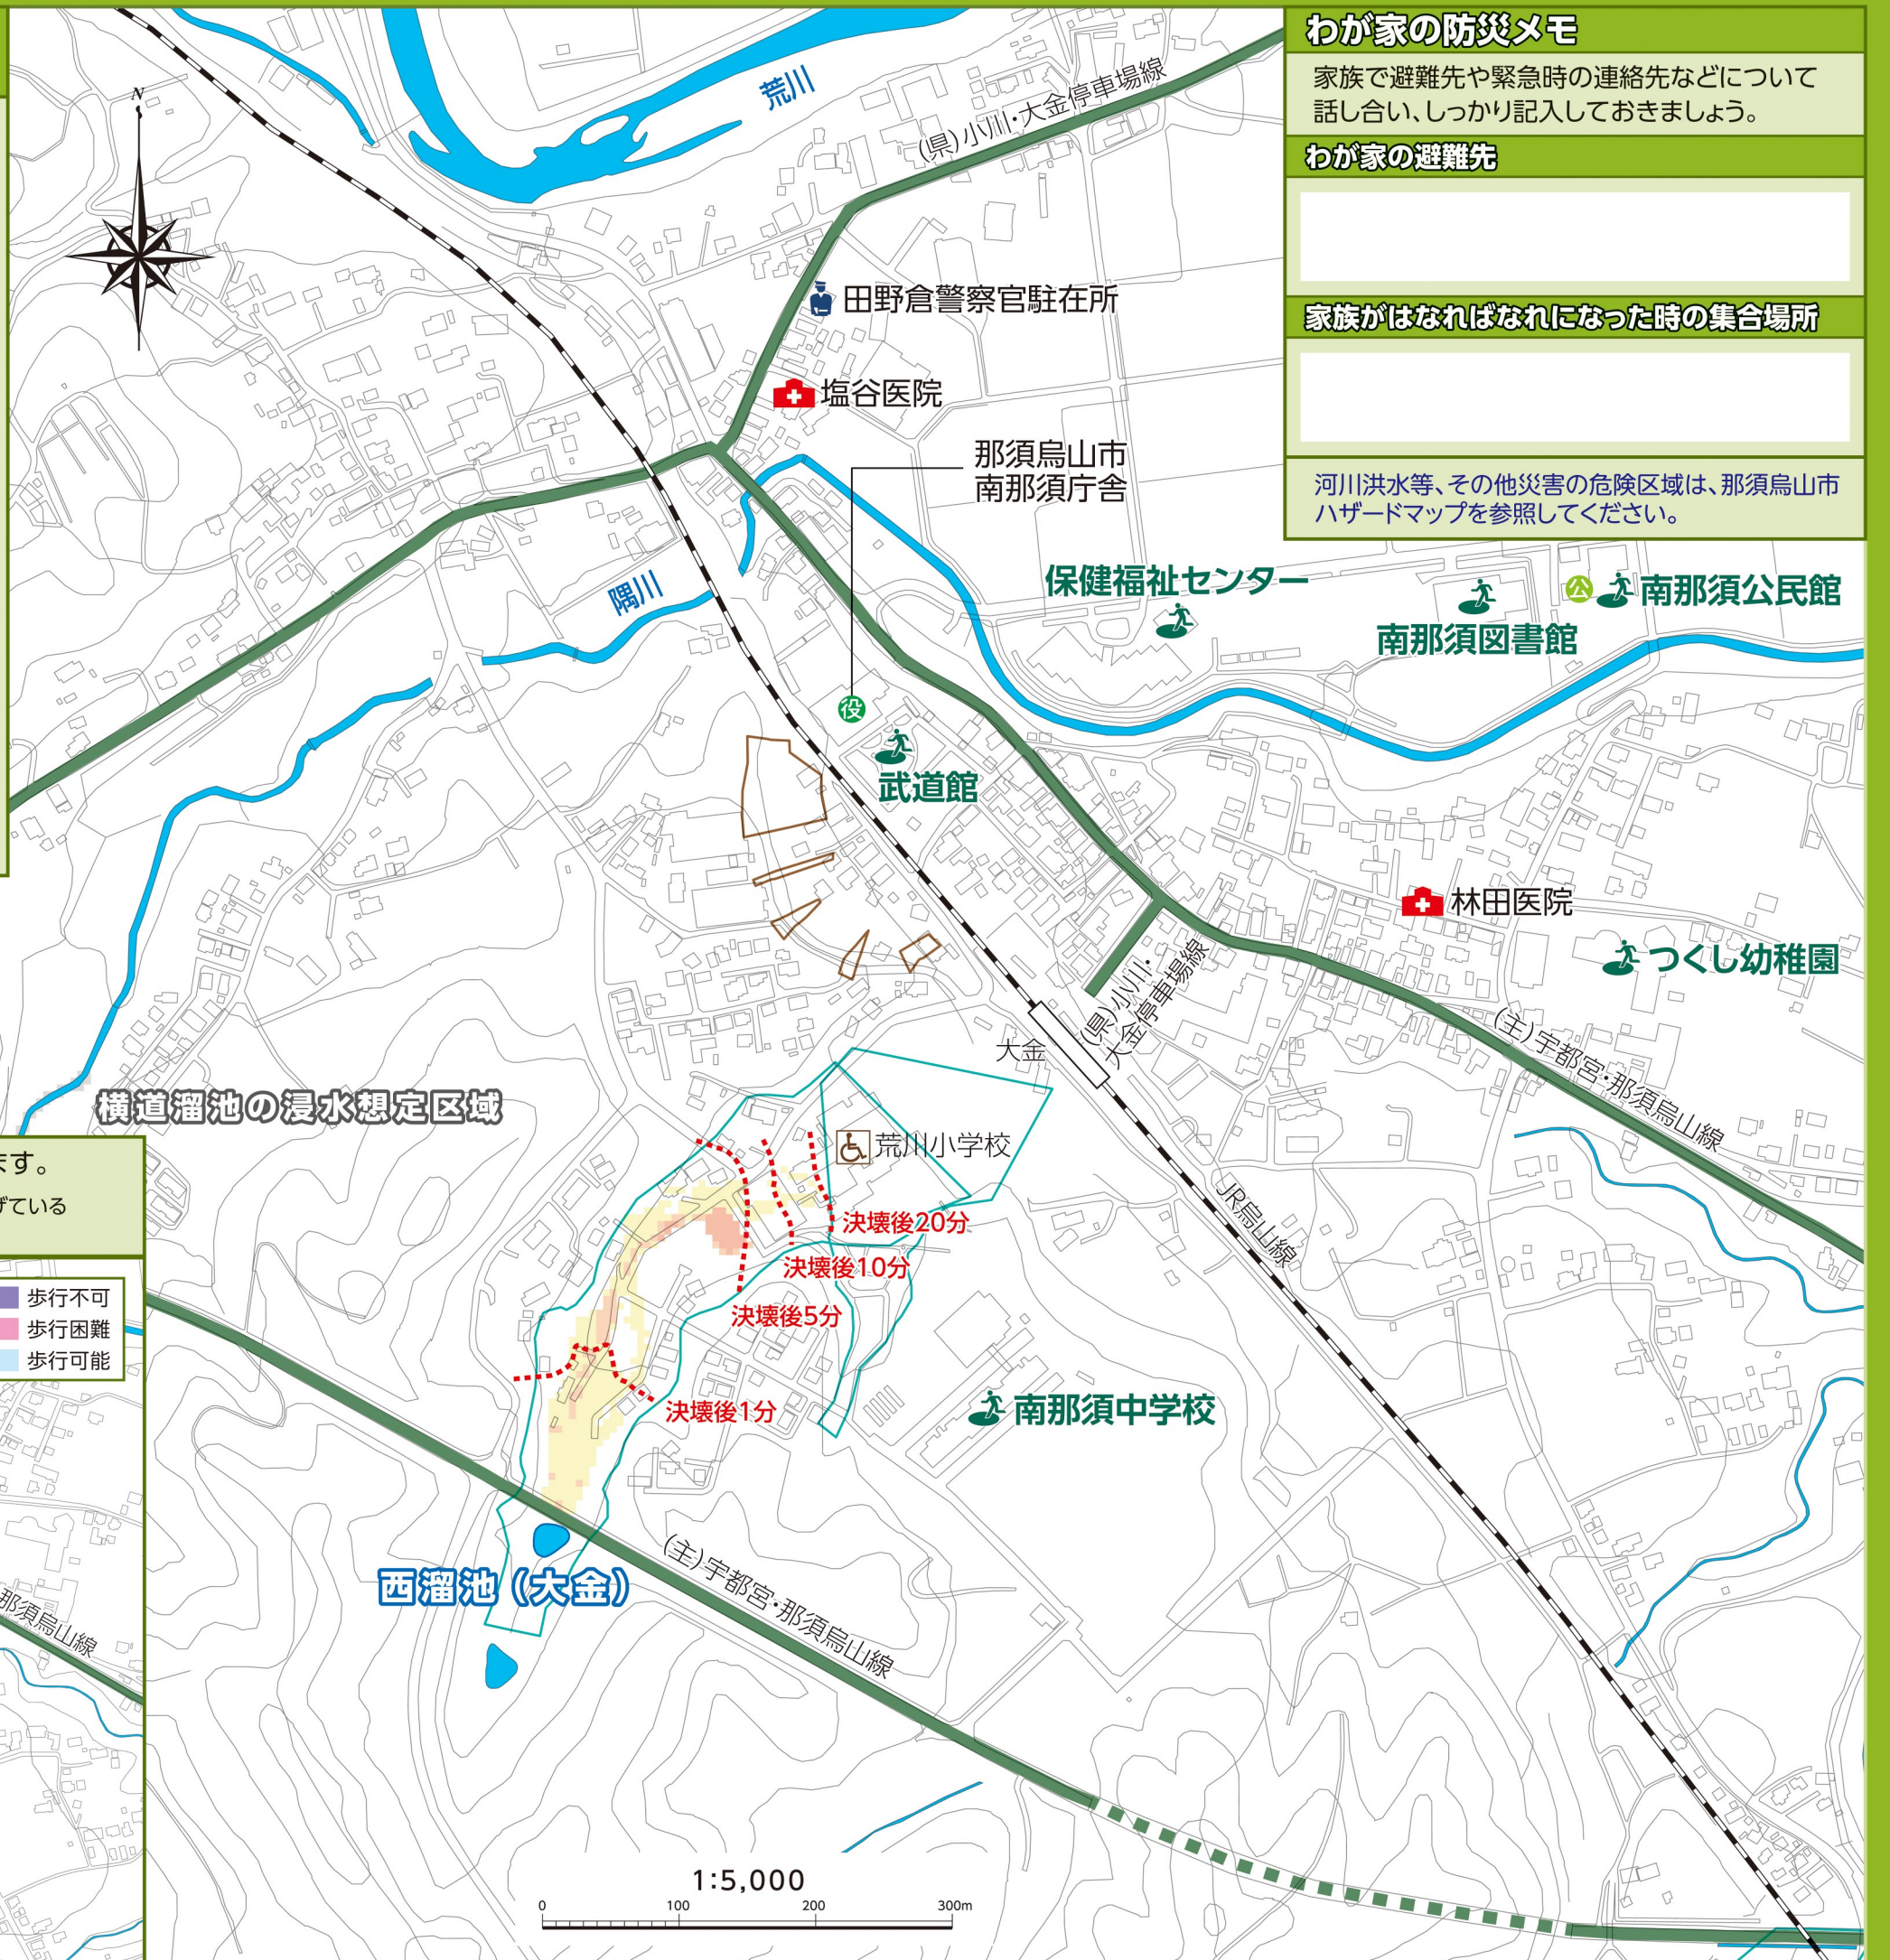 わが家の防災メモ
家族で避難先や緊急時の連絡先などについて
話し合い、しっかり記入しておきましょう。
わが家の避難先
家族がはなればなれになった時の集合場所
河川洪水等、その他災害の危険区域は、那須烏山市
ハザードマップを参照してください。
N
荒川
(県)小川・大金停車場線
田野倉警察官駐在所
塩谷医院
那須烏山市
南那須庁舎
隅川
保健福祉センター
南那須図書館
公
南那須公民館
役
武道館
林田医院
つくし幼稚園
(県)小川・
大金停車場線
大金
(主)宇都宮・那須烏山線
横道溜池の浸水想定区域
荒川小学校
ます。
げている
歩行不可
歩行困難
歩行可能
決壊後20分
決壊後10分
決壊後5分
決壊後1分
JR烏山線
南那須中学校
西溜池(大金)
(主)宇都宮・那須烏山線
那須烏山線
1:5,000
0 100 200 300m